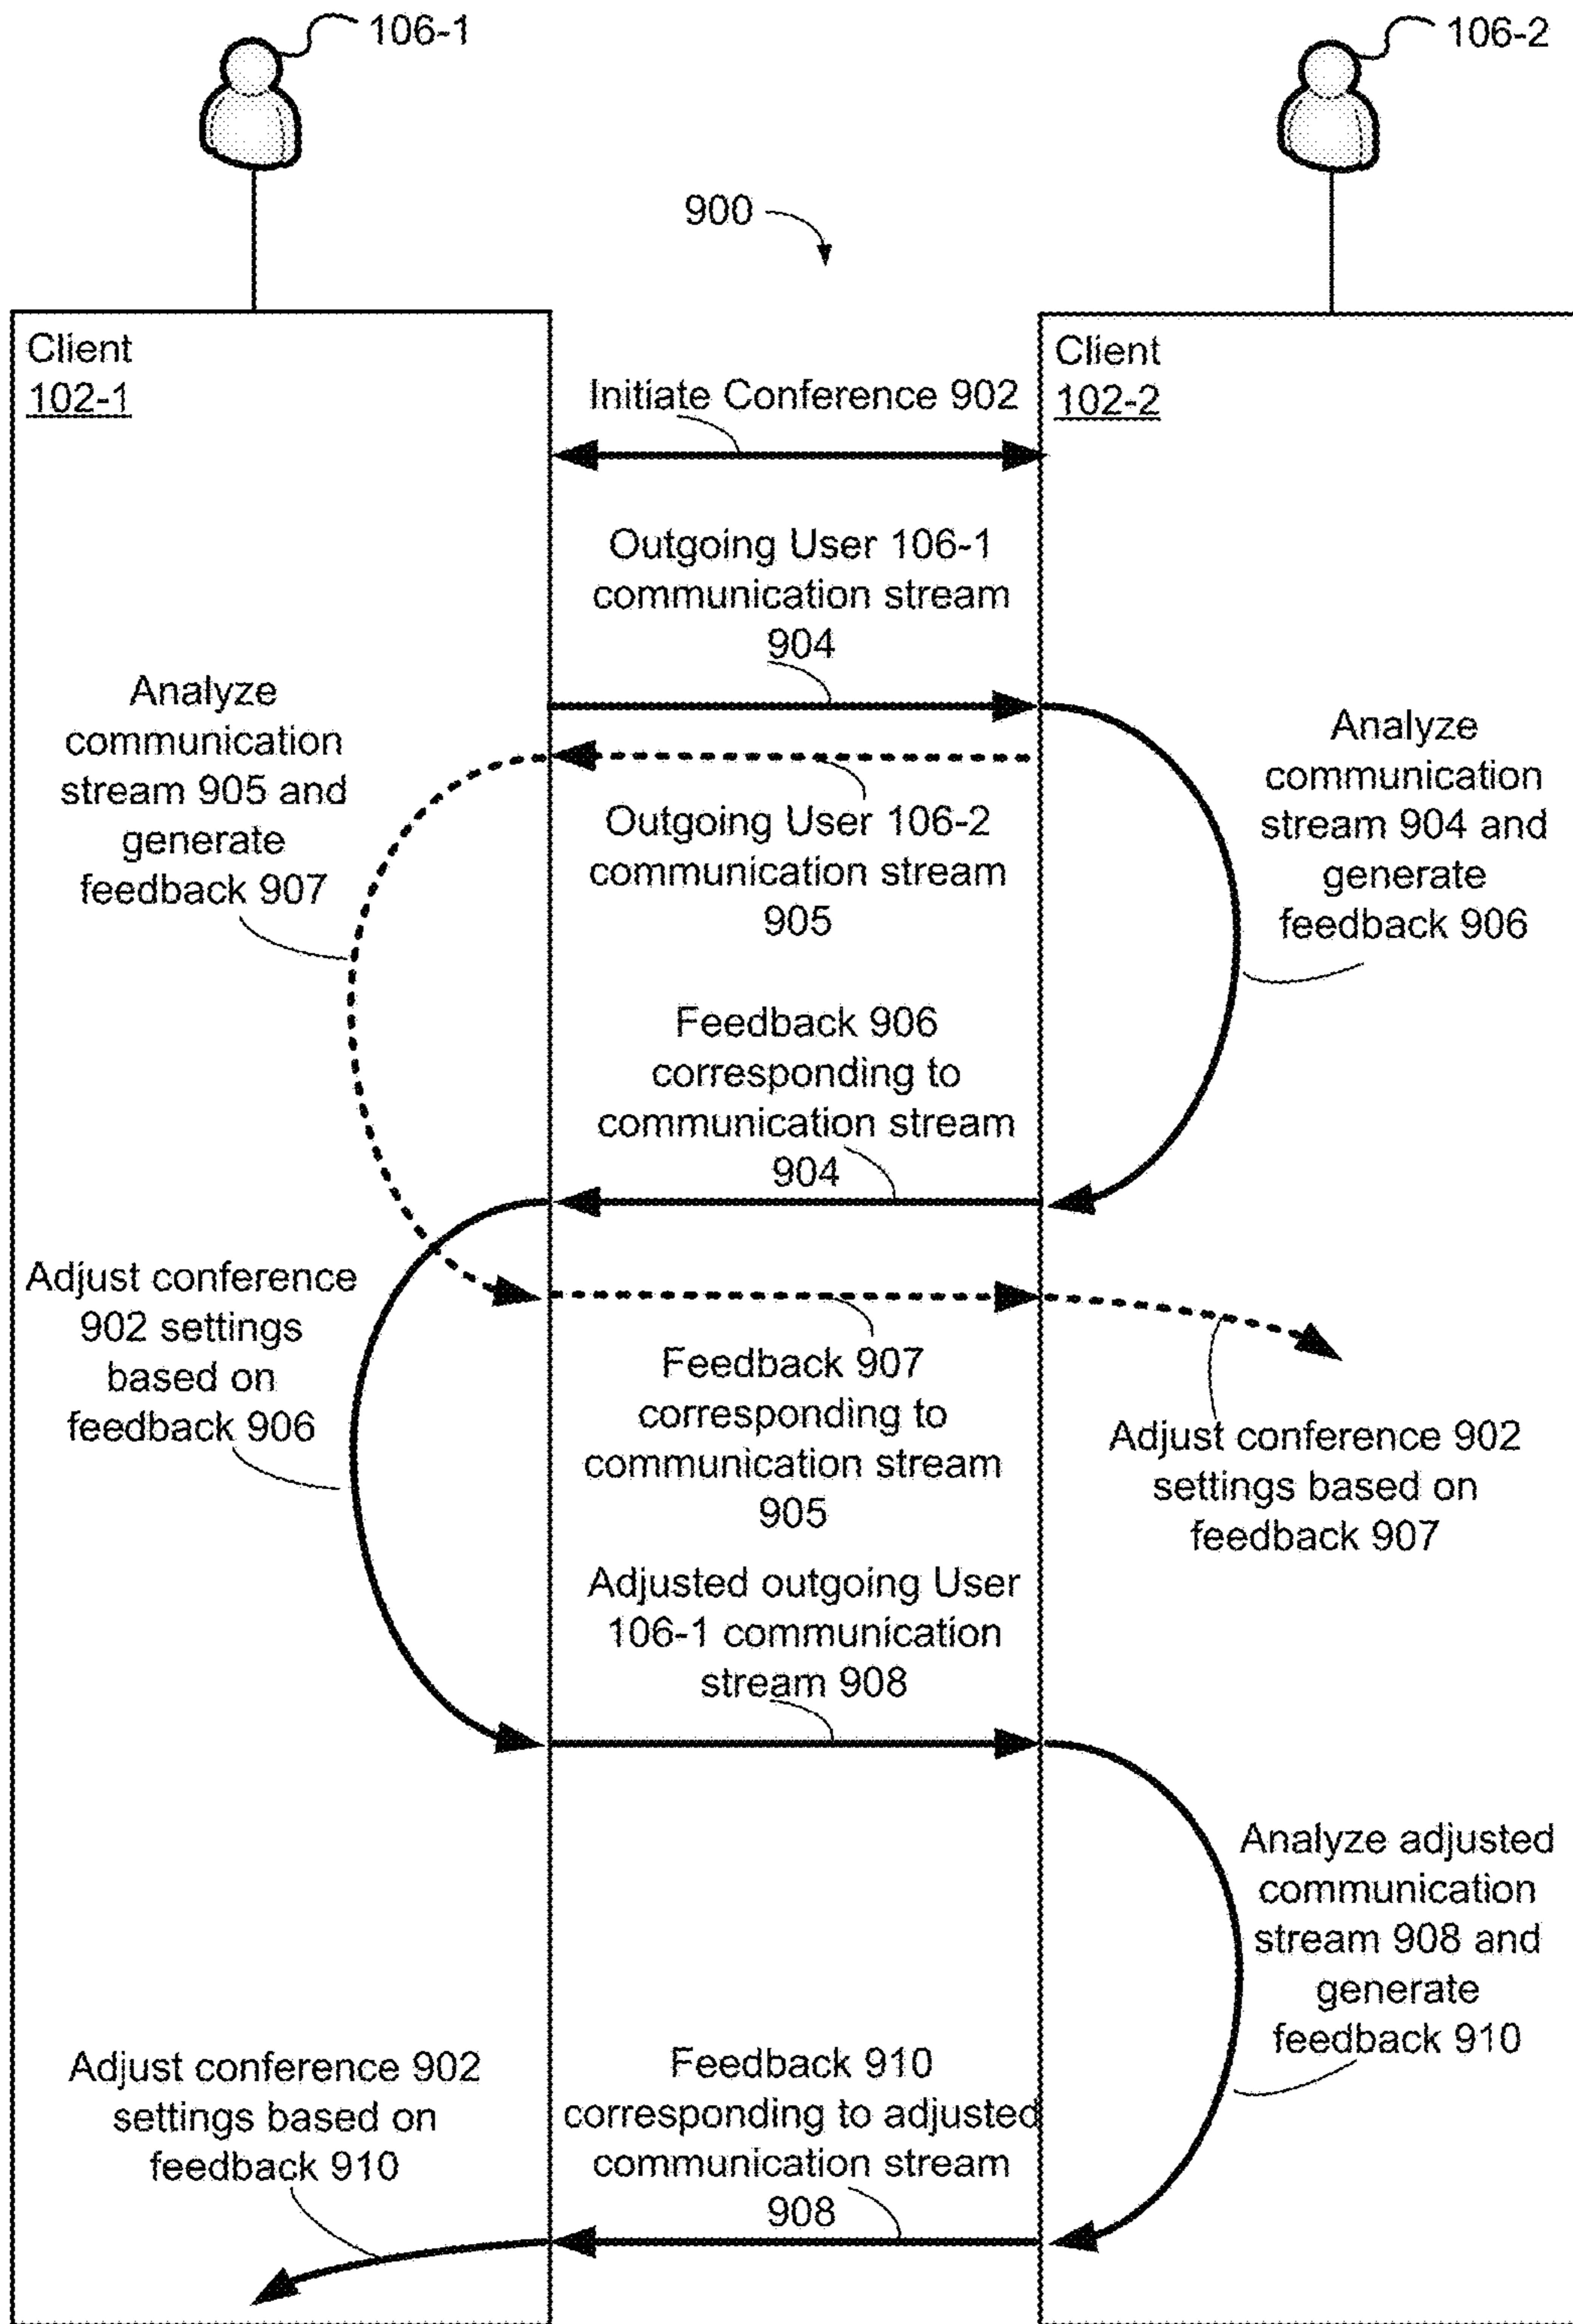 106-1
106-2
900
Client
102-1
Client
102-2
Initiate Conference 902
Outgoing User 106-1
communication stream
904
Analyze
communication
stream 905 and
generate
feedback 907
Analyze
communication
stream 904 and
generate
feedback 906
Outgoing User 106-2
communication stream
905
Feedback 906
corresponding to
communication stream
904
Adjust conference
902 settings
based on
feedback 906
Feedback 907
corresponding to
communication stream
905
Adjust conference 902
settings based on
feedback 907
Adjusted outgoing User
106-1 communication
stream 908
Analyze adjusted
communication
stream 908 and
generate
feedback 910
Adjust conference 902
settings based on
feedback 910
Feedback 910
corresponding to adjusted
communication stream
908